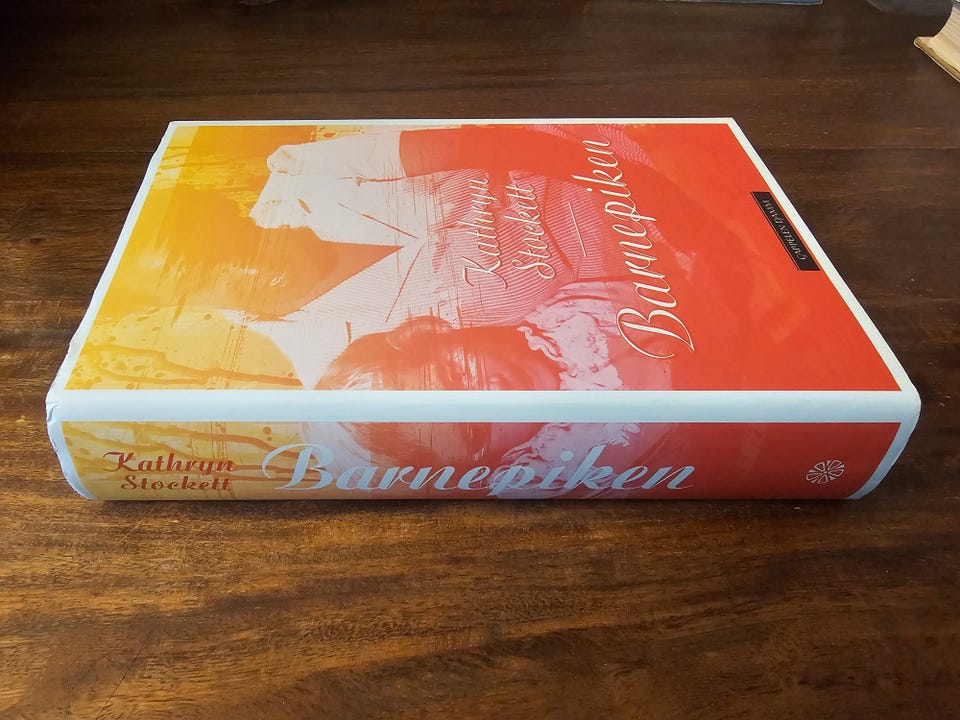 Kathryn
Stockett
Barnepiken
CAPPELEN DAMM
Kathryn
Stockett
Barnepiken